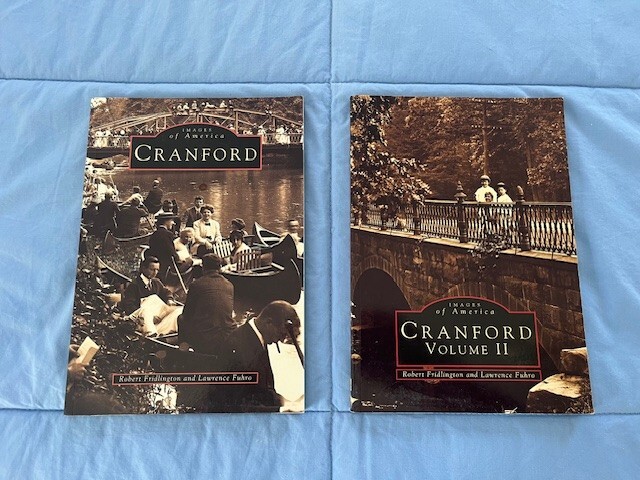 IMAGES
of America
CRANFORD
Robert Fridlington and Lawrence Fuhro
IMAGES
of America
CRANFORD
VOLUME II
Robert Fridlington and Lawrence Fuhro